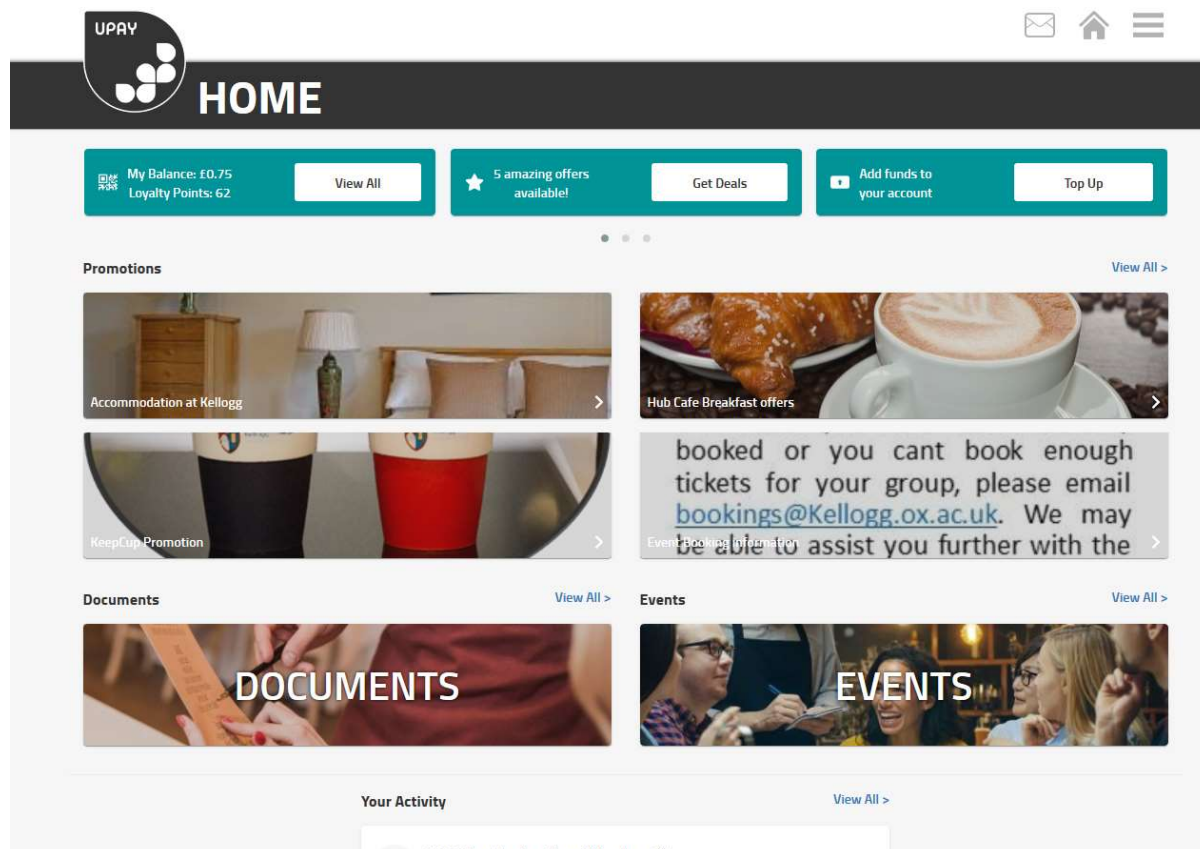 UPAY
HOME
My Balance: £0.75
Loyalty Points: 62
View All
5 amazing offers
available!
Get Deals
Add funds to
your account
Top Up
Promotions
View All >
Accommodation at Kellogg
Hub Cafe Breakfast offers
KeepCup Promotion
booked or you cant book enough
tickets for your group, please email
bookings@Kellogg.ox.ac.uk. We may
be able to assist you further with the
Event Booking Information
Documents
View All >
Events
View All >
DOCUMENTS
EVENTS
Your Activity
View All >